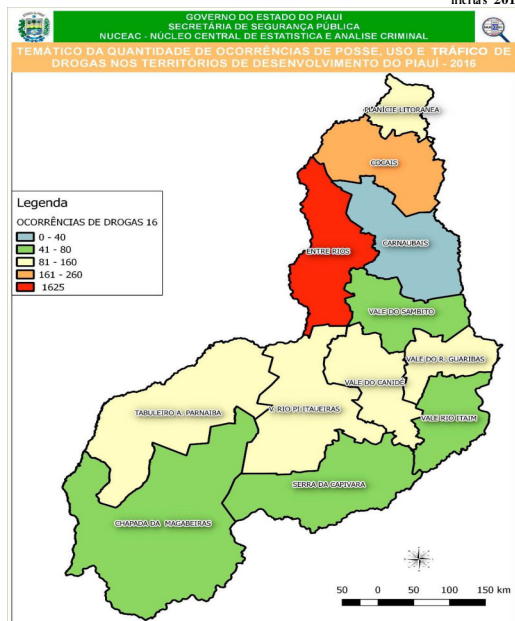 2016
GOVERNO DO ESTADO DO PIAUI
SECRETÁRIA DE SEGURANÇA PÚBLICA
NUCEAC - NÚCLEO CENTRAL DE ESTATISTICA E ANALISE CRIMINAL
TEMÁTICO DA QUANTIDADE DE OCORRÊNCIAS DE POSSE, USO E TRÁFICO DE
DROGAS NOS TERRITÓRIOS DE DESENVOLVIMENTO DO PIAUÍ - 2016
PLANÍCIE LITORÂNEA
COCAIS
Legenda
OCORRÊNCIAS DE DROGAS 16
0 - 40
41 - 80
81 - 160
161 - 260
1625
ENTRE RIOS
CARNAUBAIS
VALE DO SAMBITO
VALE DO R. GUARIBAS
VALE DO CANIDÉ
TABULEIRO A. PARNAIBA
V. RIO PI ITAUEIRAS
VALE RIO ITAIM
SERRA DA CAPIVARA
CHAPADA DA MAGABEIRAS
50 0 50 100 150 km